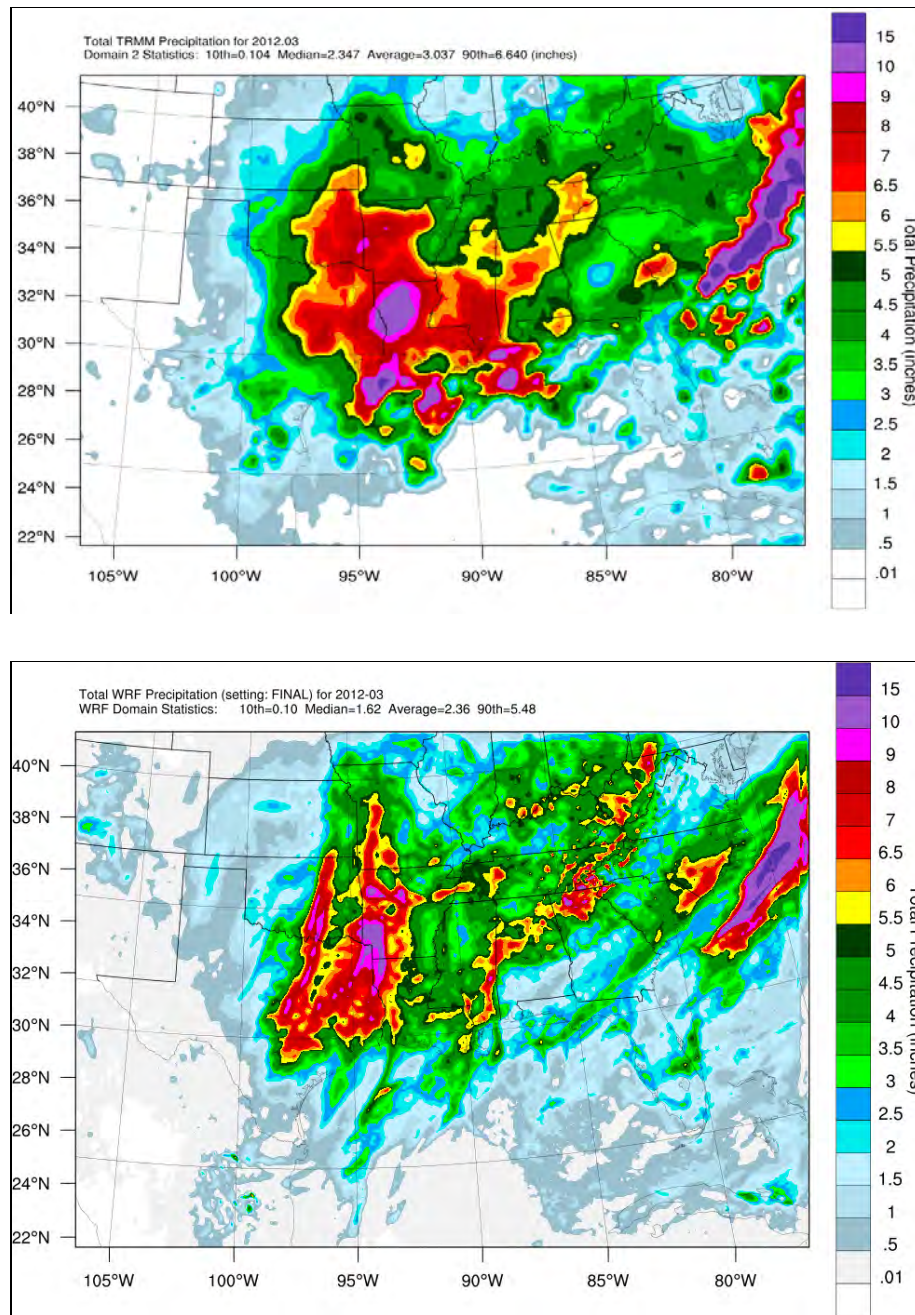 Total TRMM Precipitation for 2012.03
Domain 2 Statistics: 10th=0.104 Median=2.347 Average=3.037 90th=6.640 (inches)
40°N
38°N
36°N
34°N
32°N
30°N
28°N
26°N
24°N
22°N
105°W
100°W
95°W
90°W
85°W
80°W
15
10
9
8
7
6.5
6
5.5
5
4.5
4
3.5
3
2.5
2
1.5
1
.5
.01
Total Precipitation (inches)
Total WRF Precipitation (setting: FINAL) for 2012-03
WRF Domain Statistics: 10th=0.10 Median=1.62 Average=2.36 90th=5.48
40°N
38°N
36°N
34°N
32°N
30°N
28°N
26°N
24°N
22°N
105°W
100°W
95°W
90°W
85°W
80°W
15
10
9
8
7
6.5
6
5.5
5
4.5
4
3.5
3
2.5
2
1.5
1
.5
.01
Total Precipitation (inches)